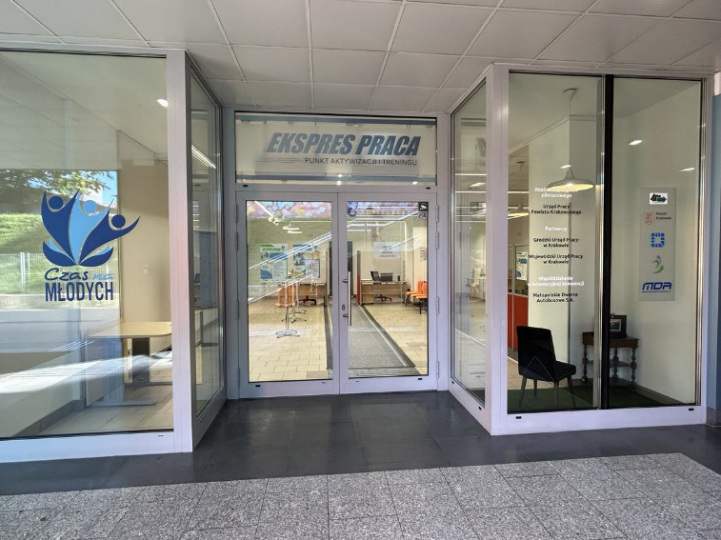 EKSPRES PRACA
PUNKT AKTYWIZACJI I TRENINGU
Czas na
MŁODYCH
Urząd Pracy
Powiatu Krakowskiego
Partnerzy
Grodzki Urząd Pracy
w Krakowie
Wojewódzki Urząd Pracy
w Krakowie
Małopolskie Dworce
Autobusowe S.A.
MDA